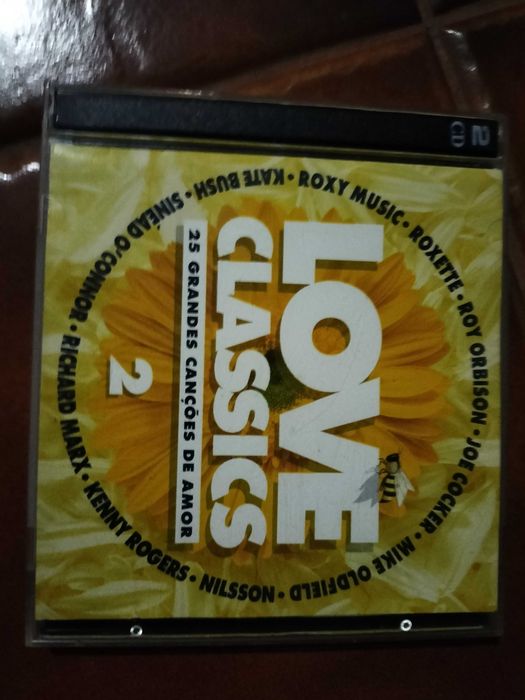 2
CD
KATE BUSH • ROXY MUSIC • ROXETTE • ROY ORBISON • JOE COCKER • MIKE OLDFIELD • NILSSON • KENNY ROGERS • RICHARD MARX • SINÉAD O'CONNOR •
LOVE
CLASSICS
25 GRANDES CANÇÕES DE AMOR
2